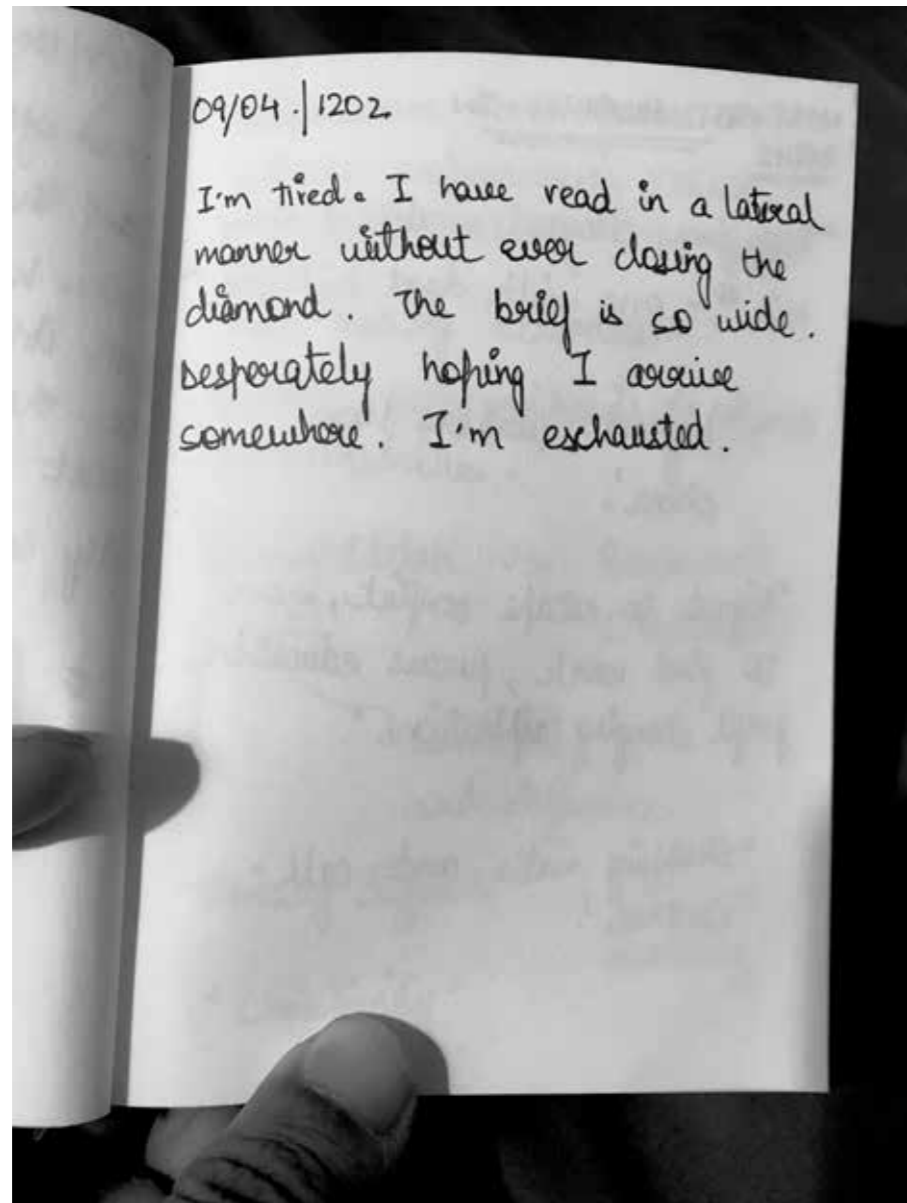 09/04.|1202
I'm tired. I have read in a lateral
manner without ever closing the
diamond. The brief is so wide.
Desperately hoping I arrive
somewhere. I'm exhausted.